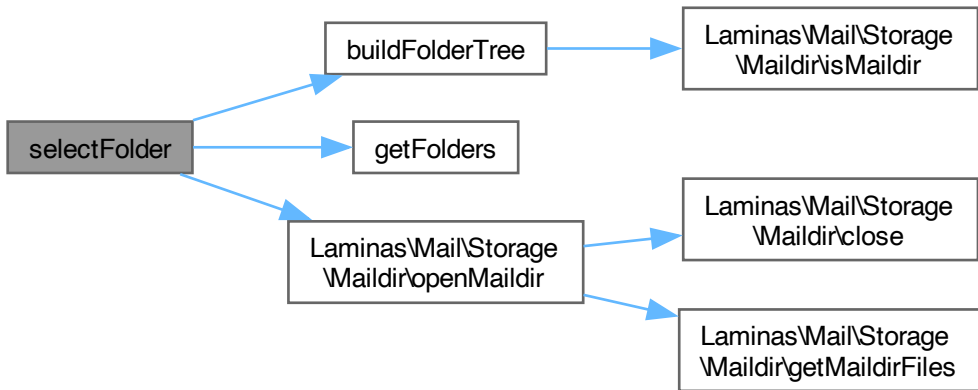 buildFolderTree
Laminas\Mail\Storage
\Maildir\isMaildir
selectFolder
getFolders
Laminas\Mail\Storage
\Maildir\openMaildir
Laminas\Mail\Storage
\Maildir\close
Laminas\Mail\Storage
\Maildir\getMaildirFiles